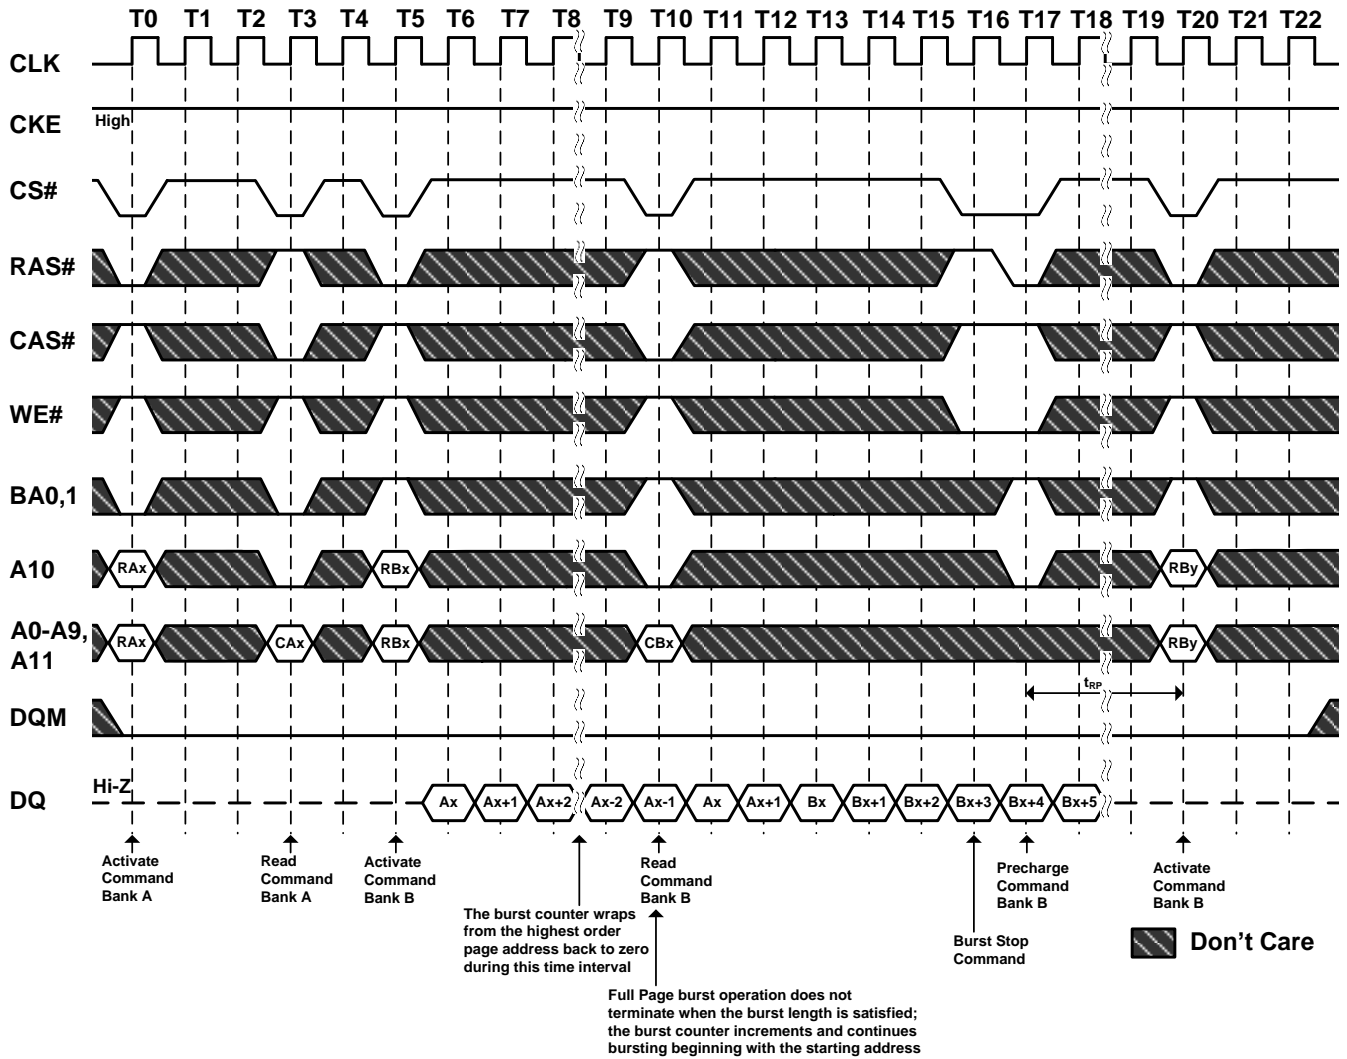 T0 T1 T2 T3 T4 T5 T6 T7 T8 T9 T10 T11 T12 T13 T14 T15 T16 T17 T18 T19 T20 T21 T22
CLK
CKE High
CS#
RAS#
CAS#
WE#
BA0,1
A10 RAx RBx RBy
A0-A9, A11 RAx CAx RBx CBx RBy
tRP
DQM
DQ Hi-Z Ax Ax+1 Ax+2 Ax-2 Ax-1 Ax Ax+1 Bx Bx+1 Bx+2 Bx+3 Bx+4 Bx+5
Activate
Command
Bank A
Read
Command
Bank A
Activate
Command
Bank B
The burst counter wraps
from the highest order
page address back to zero
during this time interval
Read
Command
Bank B
Full Page burst operation does not
terminate when the burst length is satisfied;
the burst counter increments and continues
bursting beginning with the starting address
Burst Stop
Command
Precharge
Command
Bank B
Activate
Command
Bank B
Don't Care